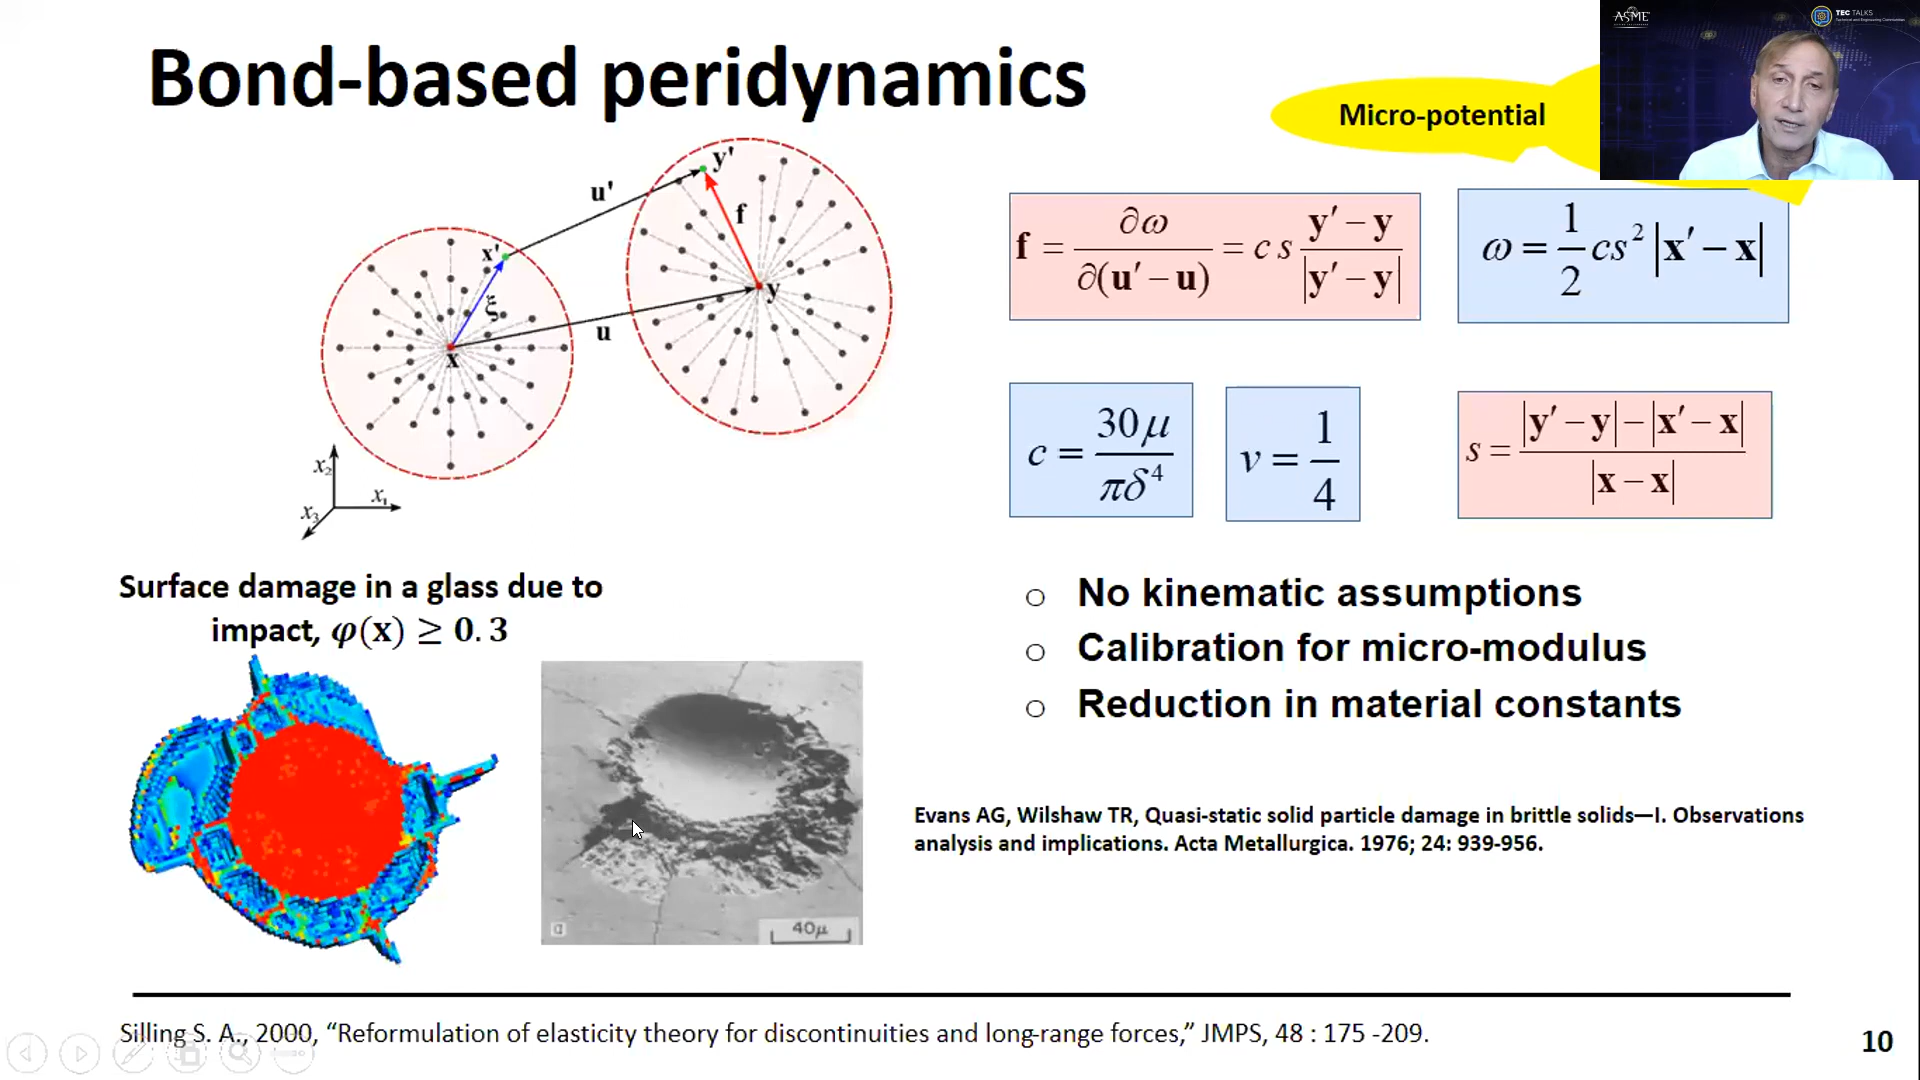 ASME
TEC TALKS
Bond-based peridynamics
Micro-potential
y'
u'
f
x'
ξ
y
u
x
x₂
x₁
x₃
f = ∂ω / ∂(u′ − u) = c s (y′ − y) / |y′ − y|
ω = 1/2 cs² |x′ − x|
c = 30μ / πδ⁴
ν = 1/4
s = (|y′ − y| − |x′ − x|) / |x − x|
Surface damage in a glass due to
impact, φ(x) ≥ 0.3
o No kinematic assumptions
o Calibration for micro-modulus
o Reduction in material constants
a
40μ
Evans AG, Wilshaw TR, Quasi-static solid particle damage in brittle solids—I. Observations
analysis and implications. Acta Metallurgica. 1976; 24: 939-956.
Silling S. A., 2000, “Reformulation of elasticity theory for discontinuities and long-range forces,” JMPS, 48 : 175 -209.
10